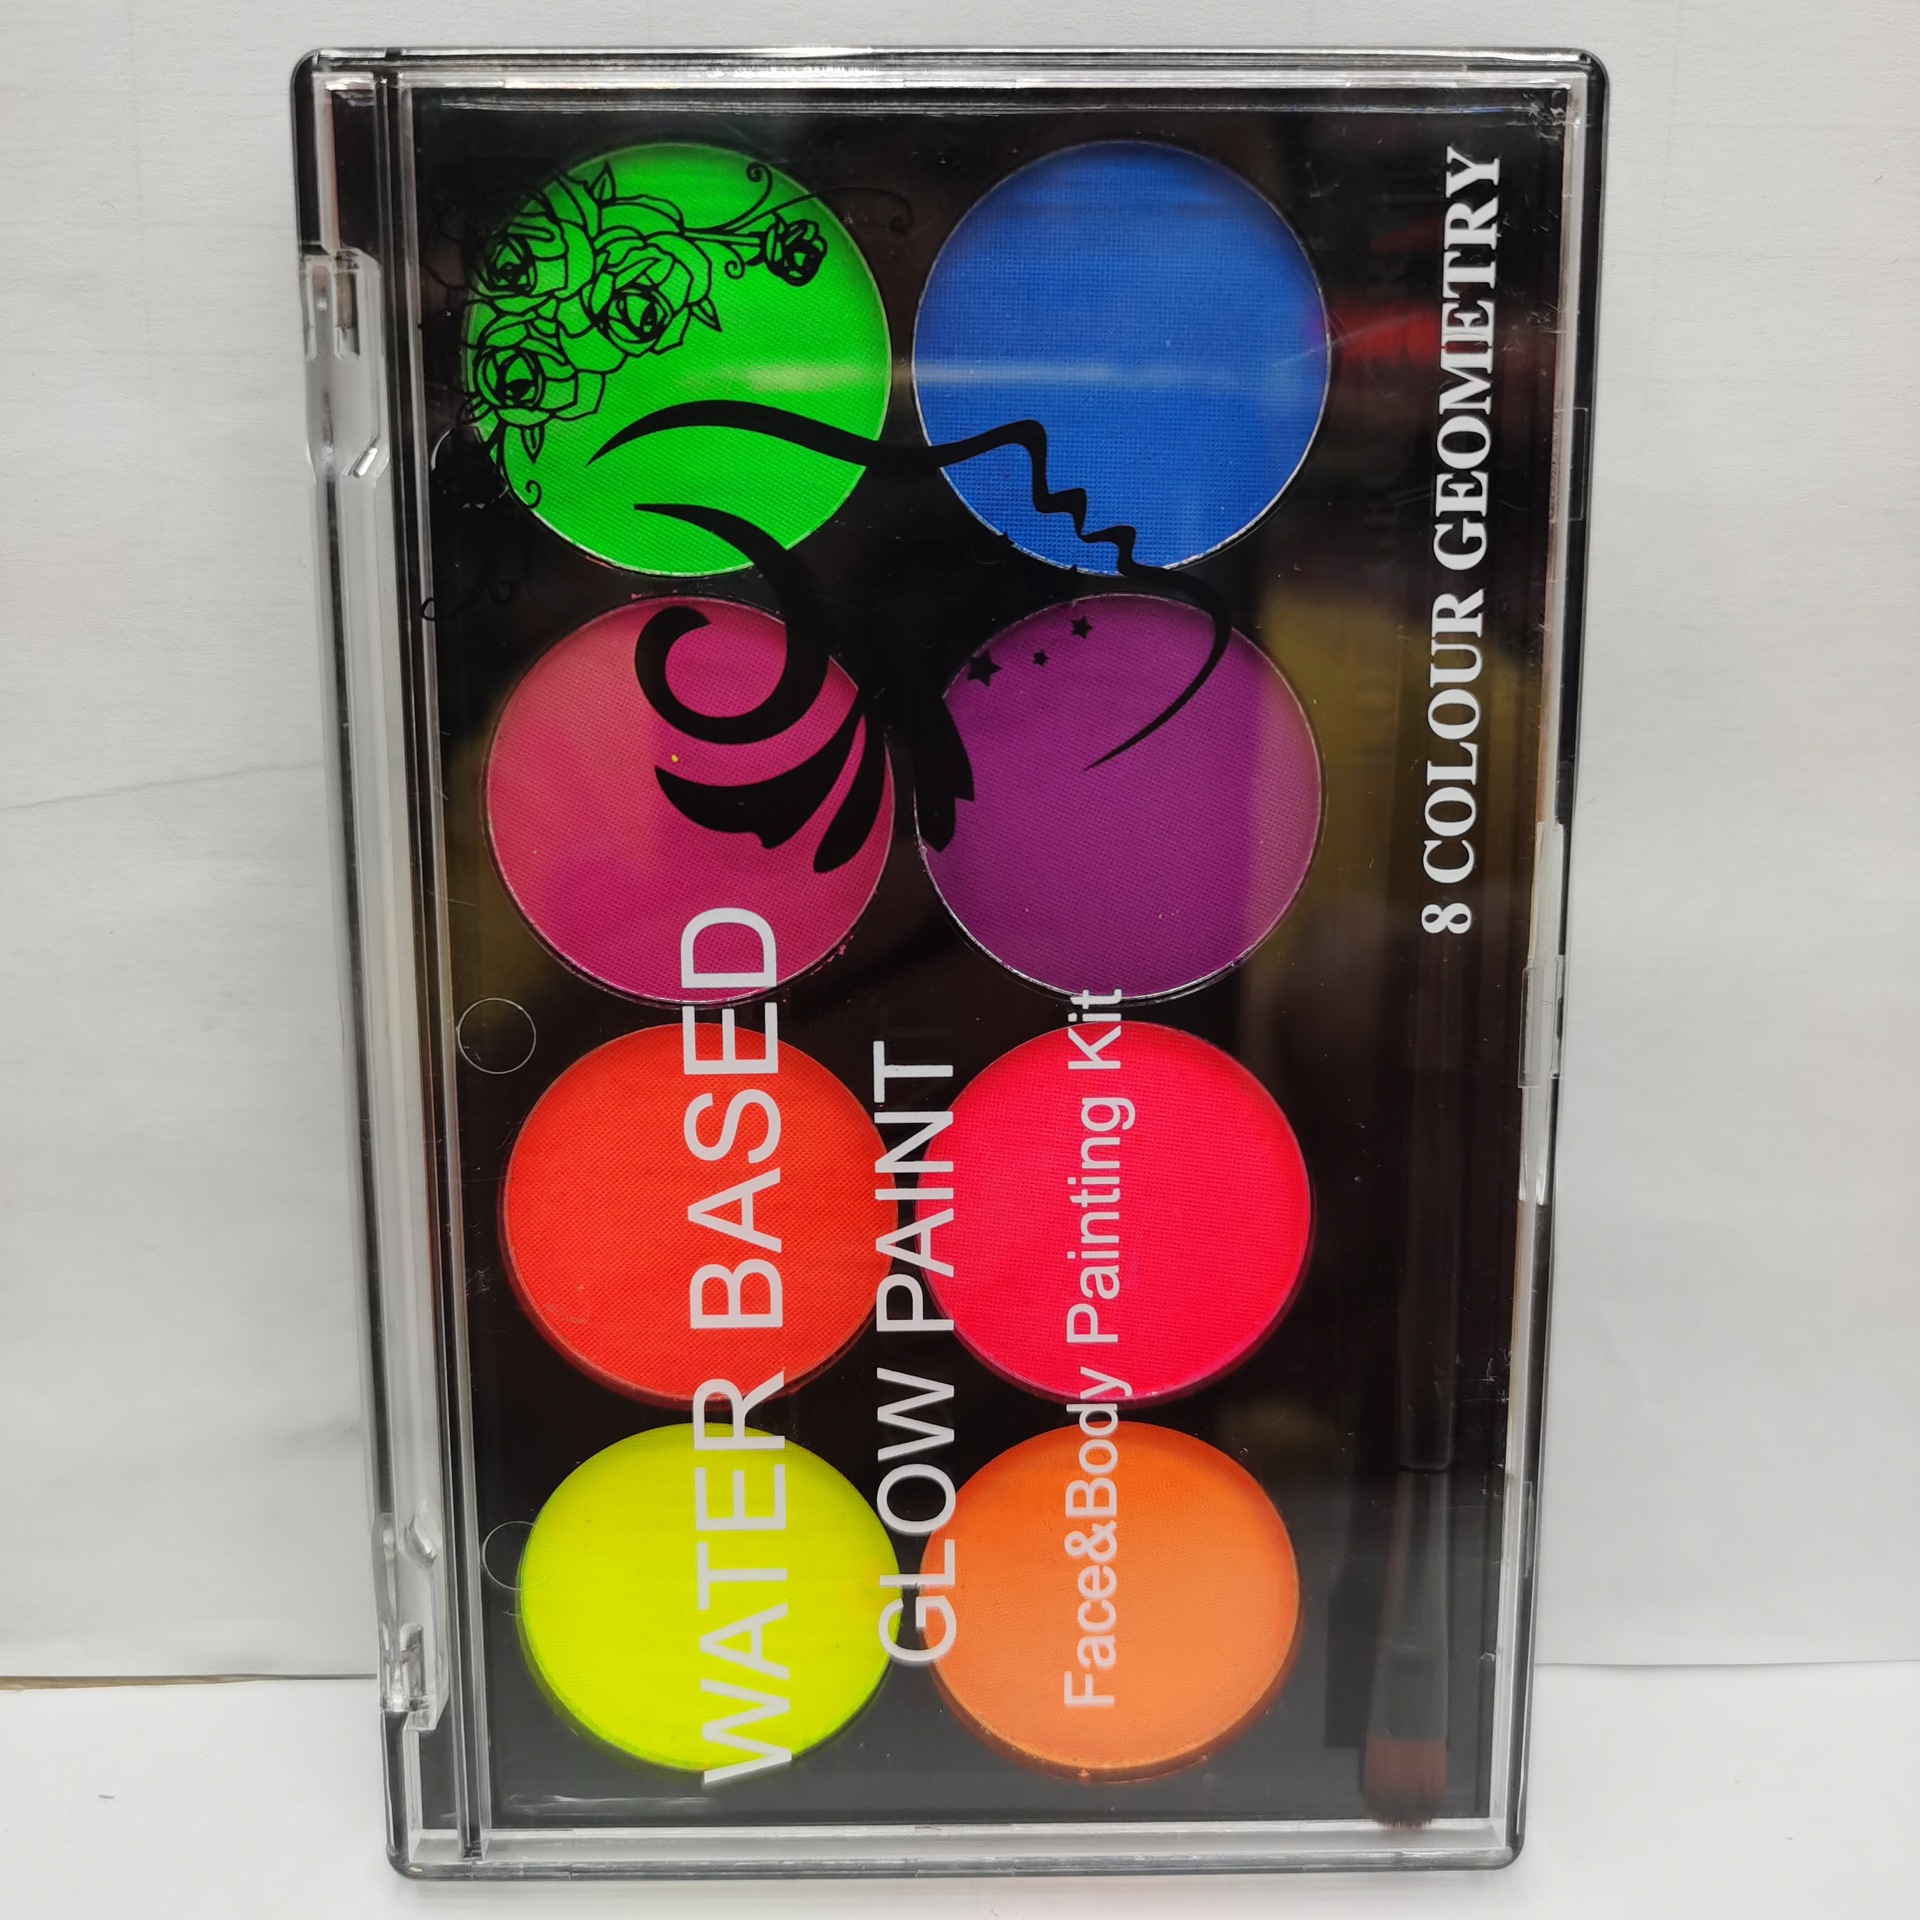 WATER BASED
GLOW PAINT
Face&Body Painting Kit
8 COLOUR GEOMETRY